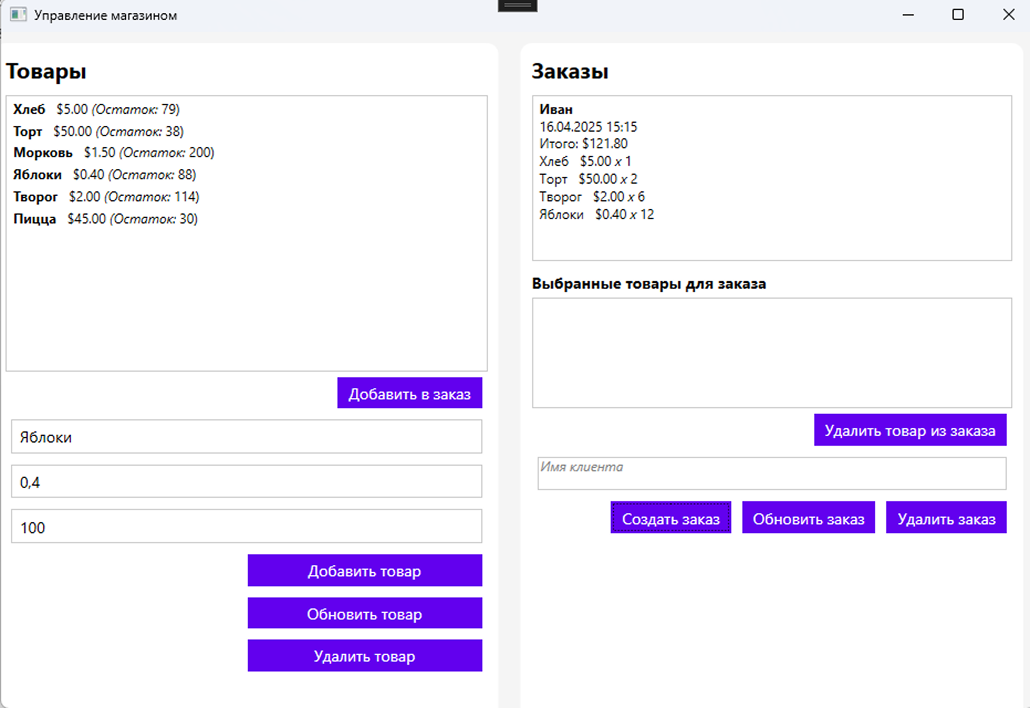 Управление магазином
Товары
Хлеб $5.00 (Остаток: 79)
Торт $50.00 (Остаток: 38)
Морковь $1.50 (Остаток: 200)
Яблоки $0.40 (Остаток: 88)
Творог $2.00 (Остаток: 114)
Пицца $45.00 (Остаток: 30)
Добавить в заказ
Яблоки
0,4
100
Добавить товар
Обновить товар
Удалить товар
Заказы
Иван
16.04.2025 15:15
Итого: $121.80
Хлеб $5.00 x 1
Торт $50.00 x 2
Творог $2.00 x 6
Яблоки $0.40 x 12
Выбранные товары для заказа
Удалить товар из заказа
Имя клиента
Создать заказ
Обновить заказ
Удалить заказ